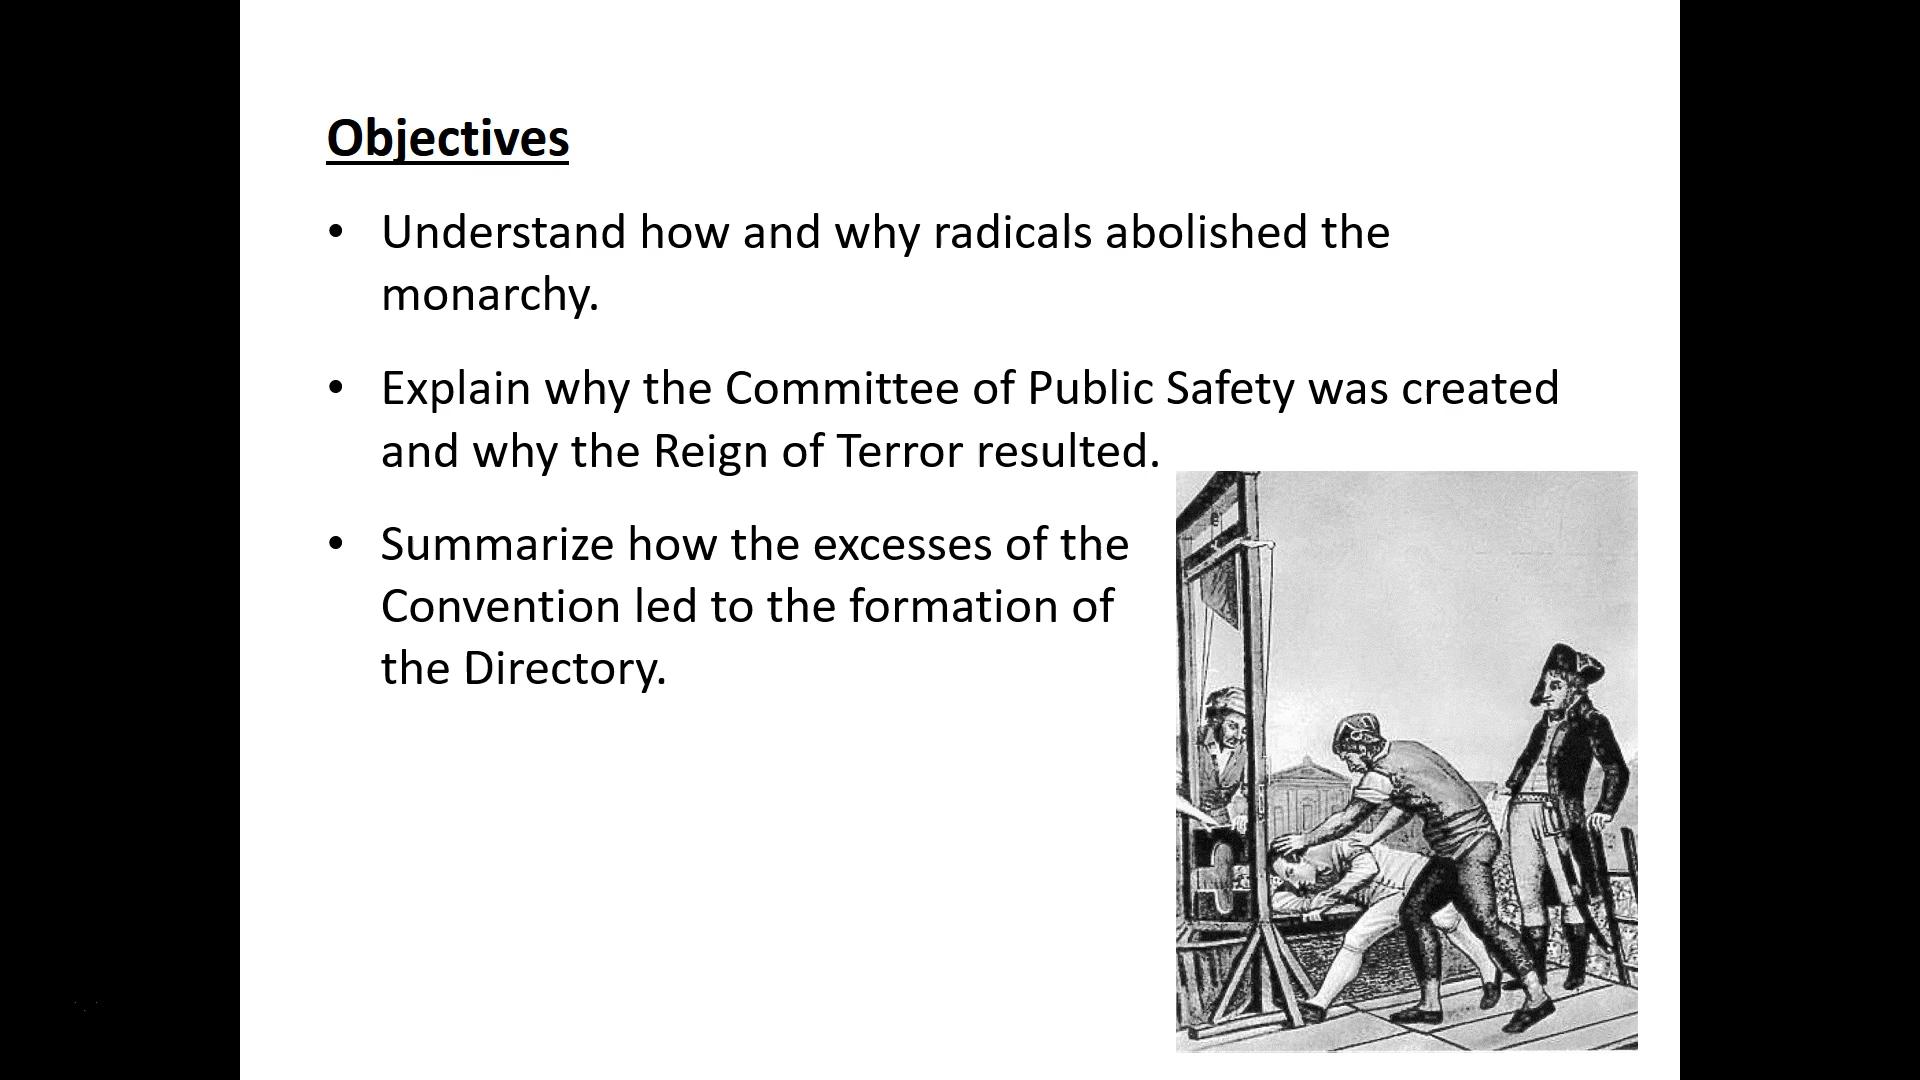 Objectives
• Understand how and why radicals abolished the
monarchy.
• Explain why the Committee of Public Safety was created
and why the Reign of Terror resulted.
• Summarize how the excesses of the
Convention led to the formation of
the Directory.